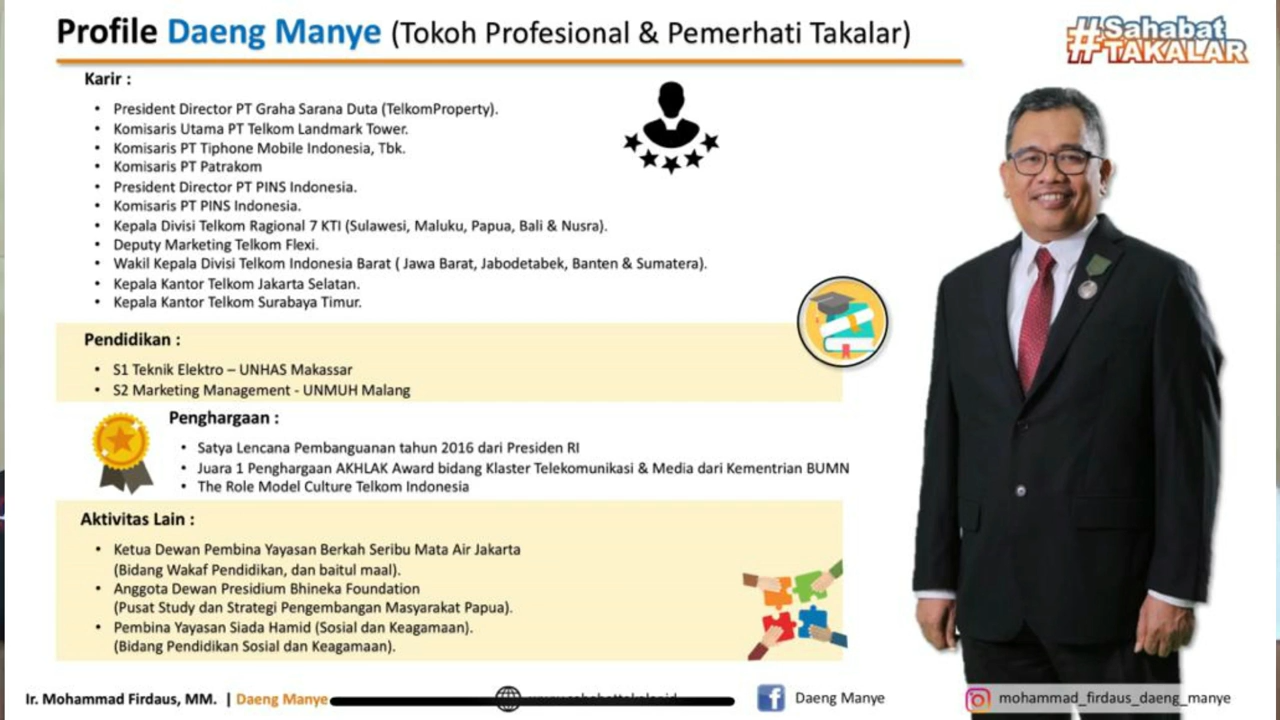 Profile Daeng Manye (Tokoh Profesional & Pemerhati Takalar)
#Sahabat
TAKALAR
Karir :
• President Director PT Graha Sarana Duta (TelkomProperty).
• Komisaris Utama PT Telkom Landmark Tower.
• Komisaris PT Tiphone Mobile Indonesia, Tbk.
• Komisaris PT Patrakom
• President Director PT PINS Indonesia.
• Komisaris PT PINS Indonesia.
• Kepala Divisi Telkom Ragional 7 KTI (Sulawesi, Maluku, Papua, Bali & Nusra).
• Deputy Marketing Telkom Flexi.
• Wakil Kepala Divisi Telkom Indonesia Barat ( Jawa Barat, Jabodetabek, Banten & Sumatera).
• Kepala Kantor Telkom Jakarta Selatan.
• Kepala Kantor Telkom Surabaya Timur.
Pendidikan :
• S1 Teknik Elektro – UNHAS Makassar
• S2 Marketing Management - UNMUH Malang
Penghargaan :
• Satya Lencana Pembanguanan tahun 2016 dari Presiden RI
• Juara 1 Penghargaan AKHLAK Award bidang Klaster Telekomunikasi & Media dari Kementrian BUMN
• The Role Model Culture Telkom Indonesia
Aktivitas Lain :
• Ketua Dewan Pembina Yayasan Berkah Seribu Mata Air Jakarta
(Bidang Wakaf Pendidikan, dan baitul maal).
• Anggota Dewan Presidium Bhineka Foundation
(Pusat Study dan Strategi Pengembangan Masyarakat Papua).
• Pembina Yayasan Siada Hamid (Sosial dan Keagamaan).
(Bidang Pendidikan Sosial dan Keagamaan).
Ir. Mohammad Firdaus, MM. | Daeng Manye
Daeng Manye
mohammad_firdaus_daeng_manye